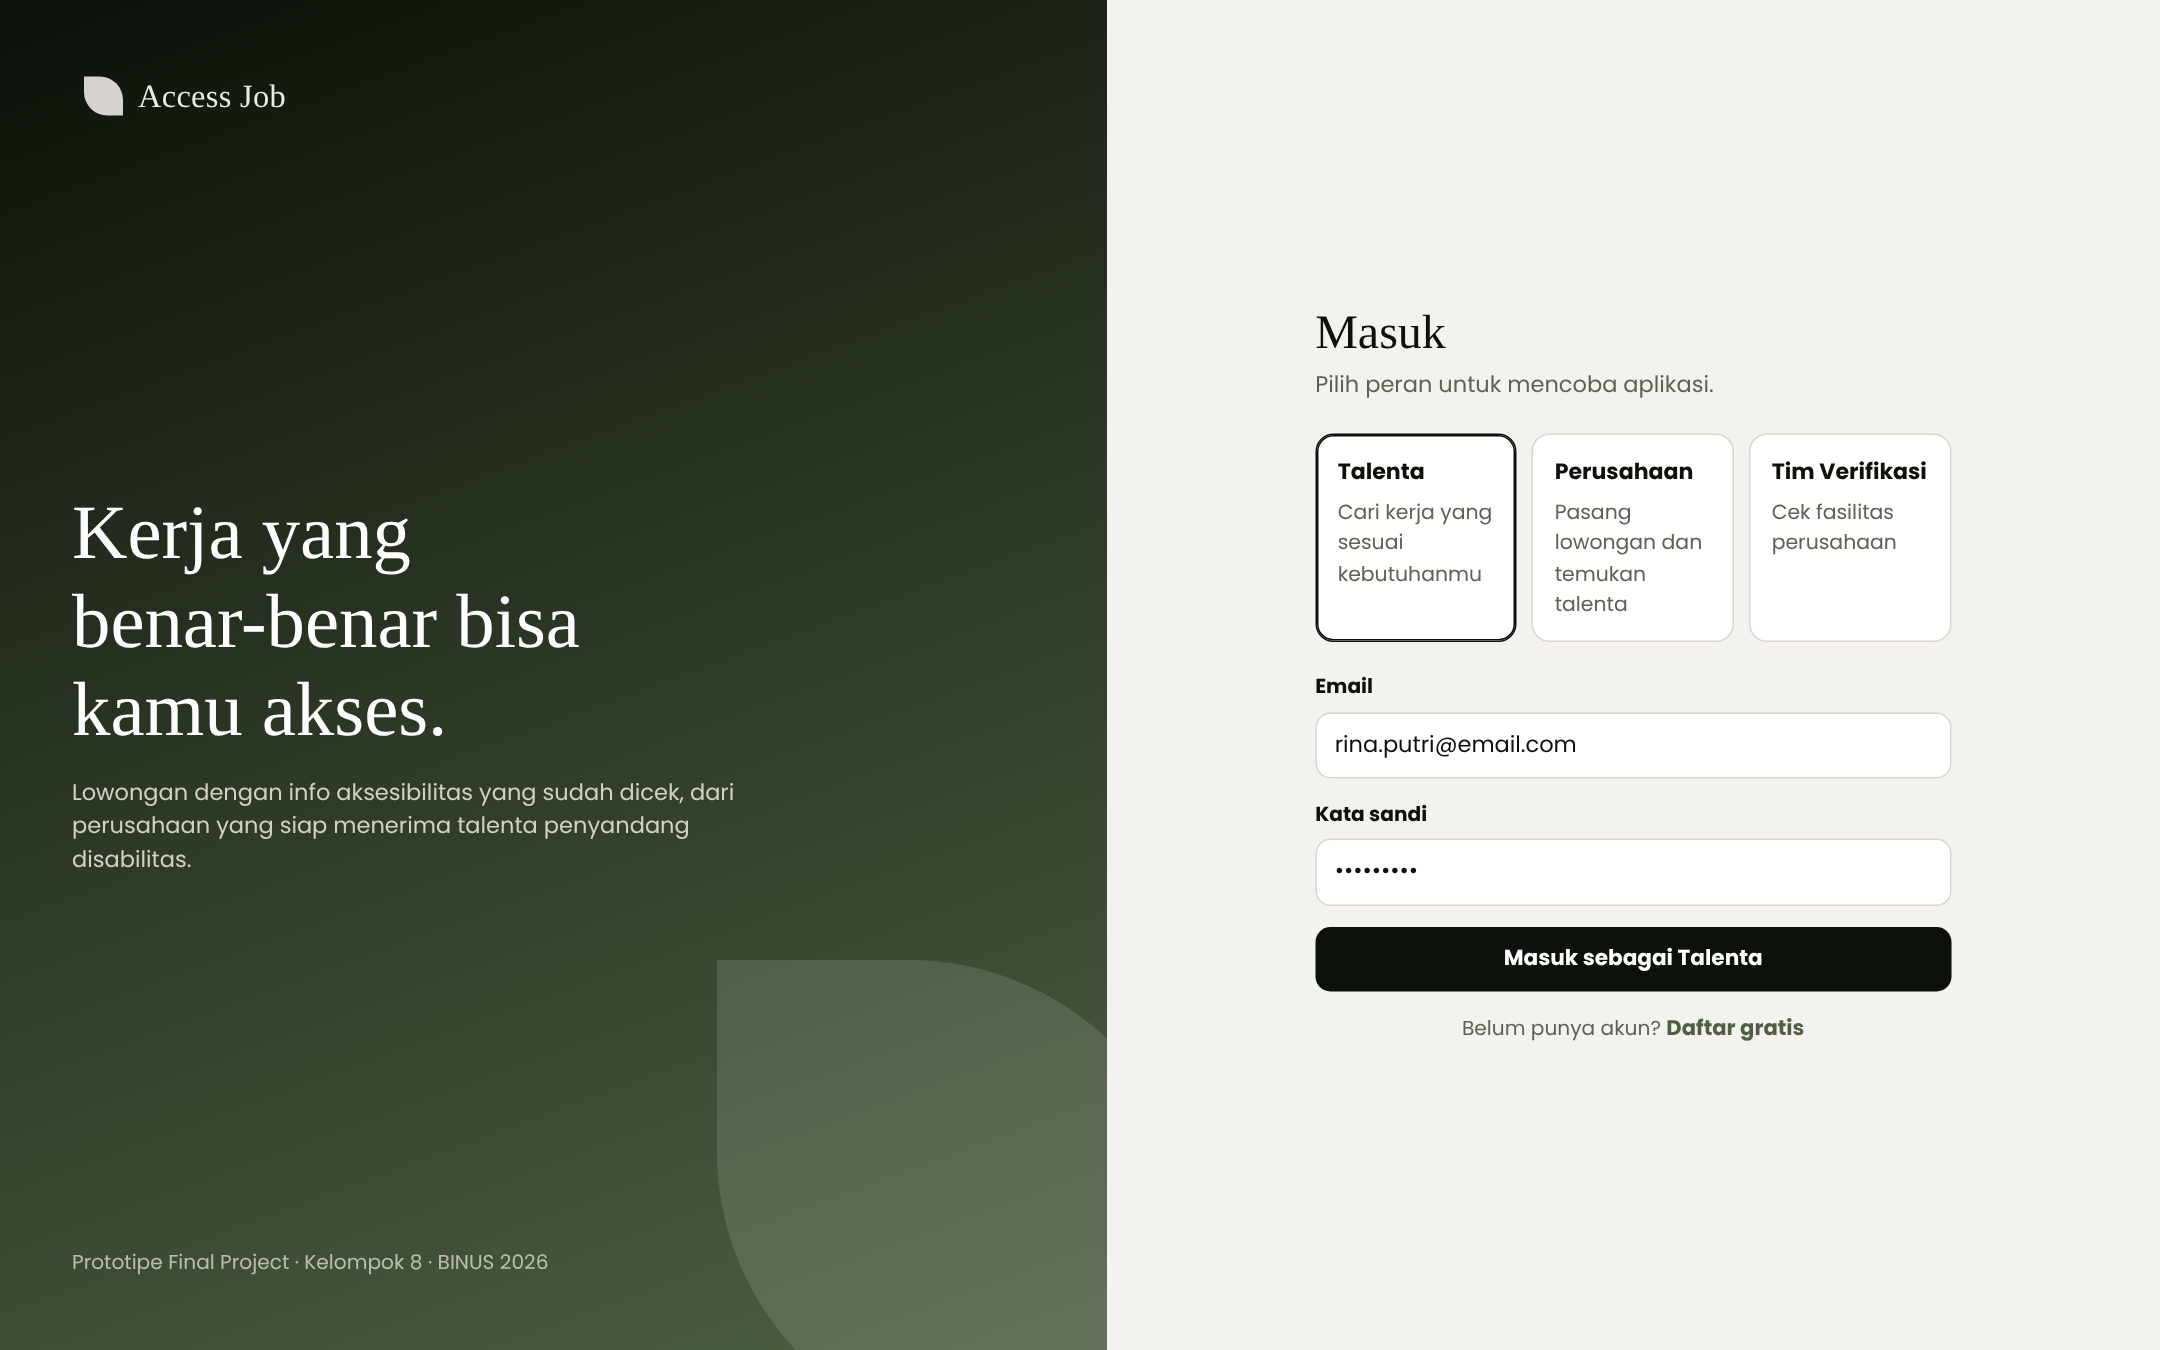 Access Job
Kerja yang
benar-benar bisa
kamu akses.
Lowongan dengan info aksesibilitas yang sudah dicek, dari
perusahaan yang siap menerima talenta penyandang
disabilitas.
Prototipe Final Project · Kelompok 8 · BINUS 2026
Masuk
Pilih peran untuk mencoba aplikasi.
Talenta
Cari kerja yang
sesuai
kebutuhanmu
Perusahaan
Pasang
lowongan dan
temukan
talenta
Tim Verifikasi
Cek fasilitas
perusahaan
Email
rina.putri@email.com
Kata sandi
•••••••••
Masuk sebagai Talenta
Belum punya akun? Daftar gratis